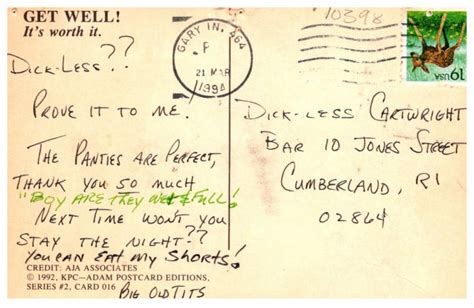 GET WELL!
It's worth it.
DICK-LESS??
PROVE IT TO ME.
THE PANTIES ARE PERFECT,
THANK YOU SO MUCH
"BOY ARE THEY WET & FULL!
NEXT TIME WON'T YOU
STAY THE NIGHT??
YOU CAN EAT MY SHORTS!
CREDIT: AJA ASSOCIATES
© 1992, KPC—ADAM POSTCARD EDITIONS,
SERIES #2, CARD 016
BIG OLD TITS
GARY IN. 464
P
21 MAR
1994
10398
USA 19
DICK-LESS CARTWRIGHT
BAR 10 JONES STREET
CUMBERLAND, RI
02864